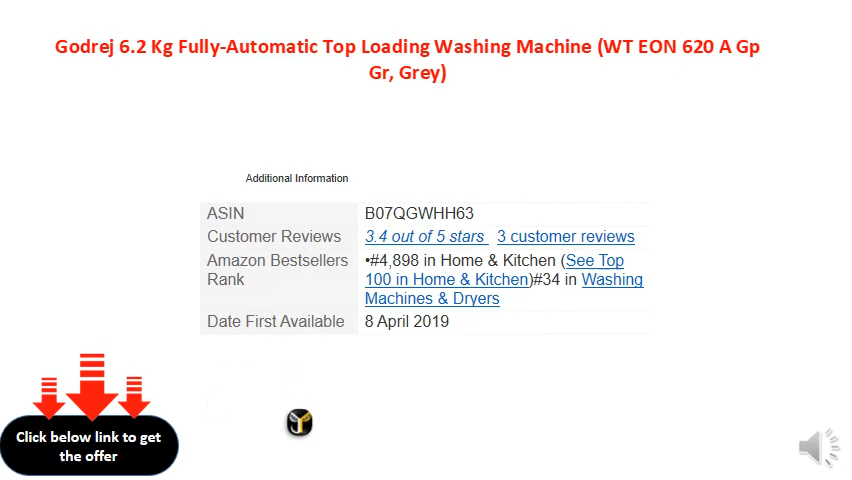 Godrej 6.2 Kg Fully-Automatic Top Loading Washing Machine (WT EON 620 A Gp
Gr, Grey)
Additional Information
ASIN B07QGWHH63
Customer Reviews 3.4 out of 5 stars 3 customer reviews
Amazon Bestsellers •#4,898 in Home & Kitchen (See Top
Rank 100 in Home & Kitchen)#34 in Washing
Machines & Dryers
Date First Available 8 April 2019
Click below link to get
the offer